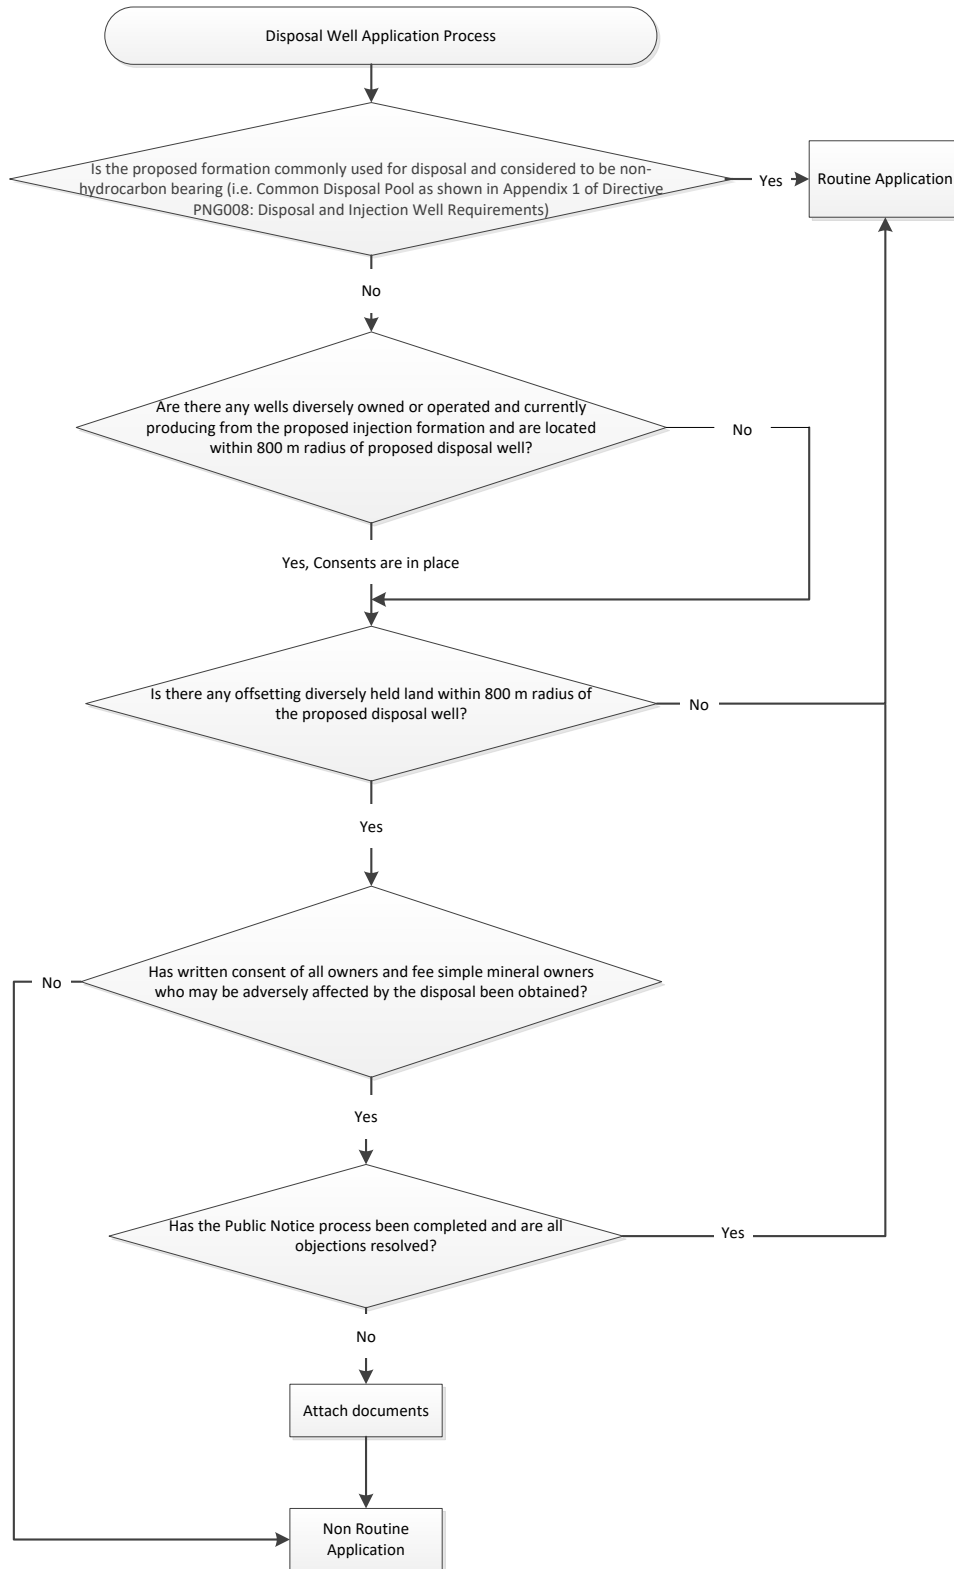 Disposal Well Application Process
Is the proposed formation commonly used for disposal and considered to be non-
hydrocarbon bearing (i.e. Common Disposal Pool as shown in Appendix 1 of Directive
PNG008: Disposal and Injection Well Requirements)
Yes
Routine Application
No
Are there any wells diversely owned or operated and currently
producing from the proposed injection formation and are located
within 800 m radius of proposed disposal well?
No
Yes, Consents are in place
Is there any offsetting diversely held land within 800 m radius of
the proposed disposal well?
No
Yes
Has written consent of all owners and fee simple mineral owners
who may be adversely affected by the disposal been obtained?
No
Yes
Has the Public Notice process been completed and are all
objections resolved?
Yes
No
Attach documents
Non Routine
Application